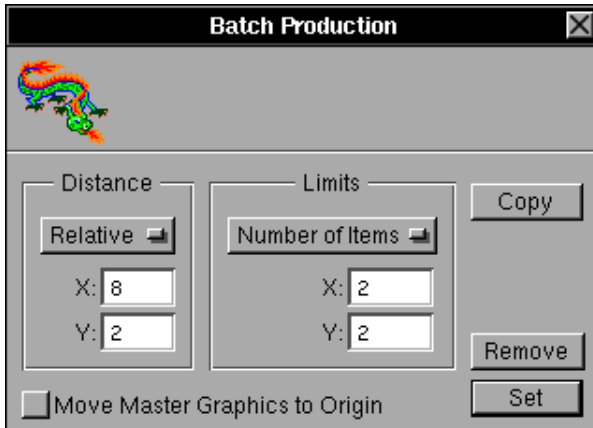 Batch Production
Distance
Limits
Copy
Relative
Number of Items
X: 8
X: 2
Y: 2
Y: 2
Remove
Set
Move Master Graphics to Origin